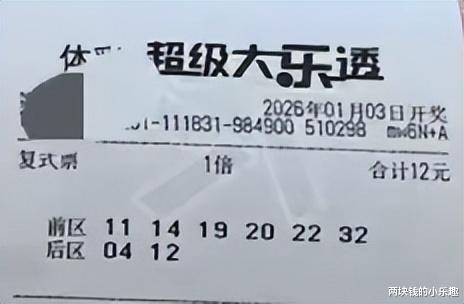 体 超级大乐透
2026年01月03日开奖
-111831-984900 510298
复式票 1倍 合计12元
前区 11 14 19 20 22 32
后区 04 12
两块钱的小乐趣